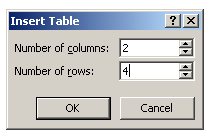 Insert Table
Number of columns: 2
Number of rows: 4
OK Cancel